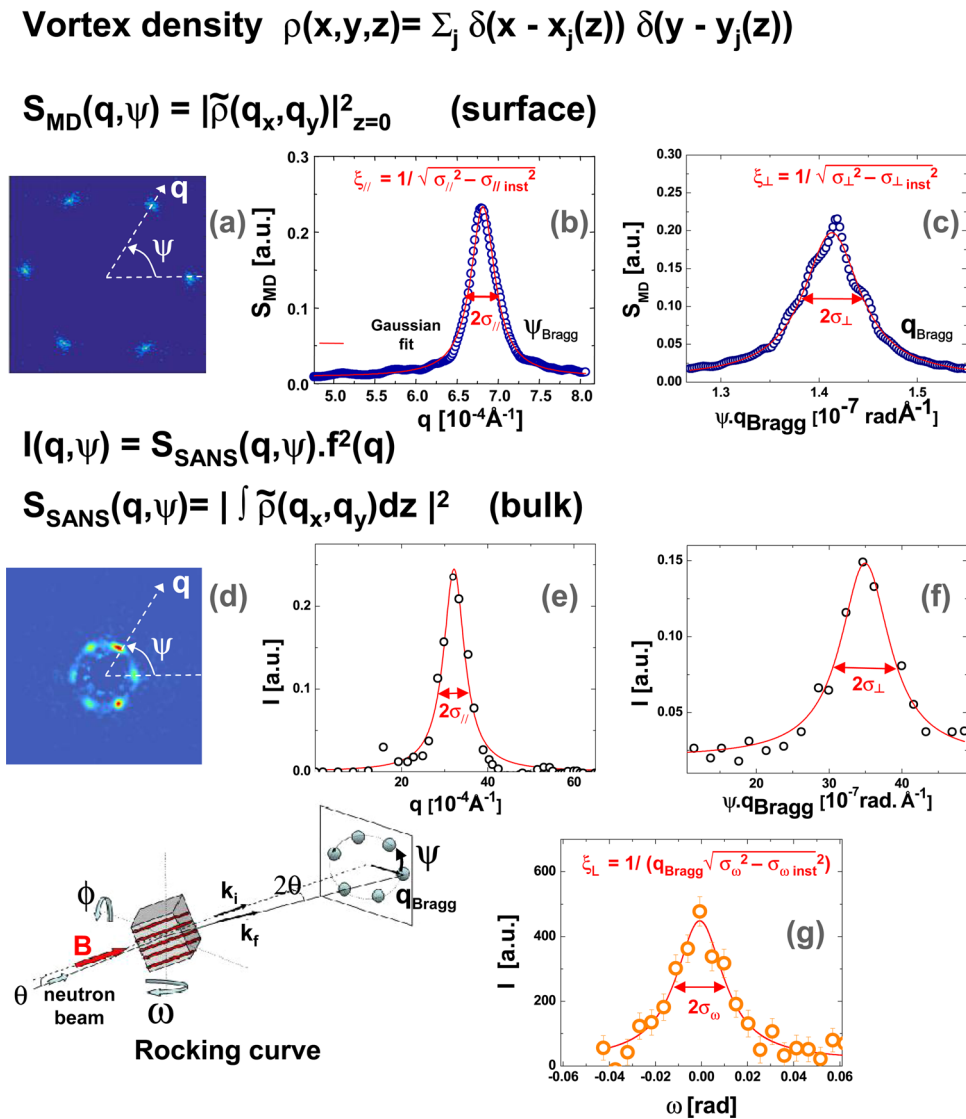 Vortex density ρ(x,y,z)= Σj δ(x - xj(z)) δ(y - yj(z))
SMD(q,ψ) = |ρ̃(qx,qy)|²z=0 (surface)
q
ψ
(a)
0.3
0.2
0.1
0.0
SMD [a.u.]
ξ// = 1/ √σ//² – σ// inst²
(b)
2σ//
ψBragg
Gaussian
fit
5.0 5.5 6.0 6.5 7.0 7.5 8.0
q [10⁻⁴Å⁻¹]
0.30
0.25
0.20
0.15
0.10
0.05
0.00
SMD [a.u.]
ξ⊥ = 1/ √σ⊥² – σ⊥ inst²
(c)
2σ⊥
qBragg
1.3 1.4 1.5
ψ.qBragg [10⁻⁷ radÅ⁻¹]
I(q,ψ) = SSANS(q,ψ).f²(q)
SSANS(q,ψ)= | ∫ ρ̃(qx,qy)dz |² (bulk)
q
ψ
(d)
0.2
0.1
0.0
I [a.u.]
(e)
2σ//
20 40 60
q [10⁻⁴Å⁻¹]
0.15
0.10
0.05
I [a.u.]
(f)
2σ⊥
20 30 40
ψ.qBragg [10⁻⁷rad. Å⁻¹]
ϕ
B
θ
neutron
beam
ω
ki
kf
2θ
ψ
qBragg
Rocking curve
600
400
200
0
I [a.u.]
ξL = 1/ (qBragg√σω² – σω inst²)
(g)
2σω
-0.06 -0.04 -0.02 0.00 0.02 0.04 0.06
ω [rad]